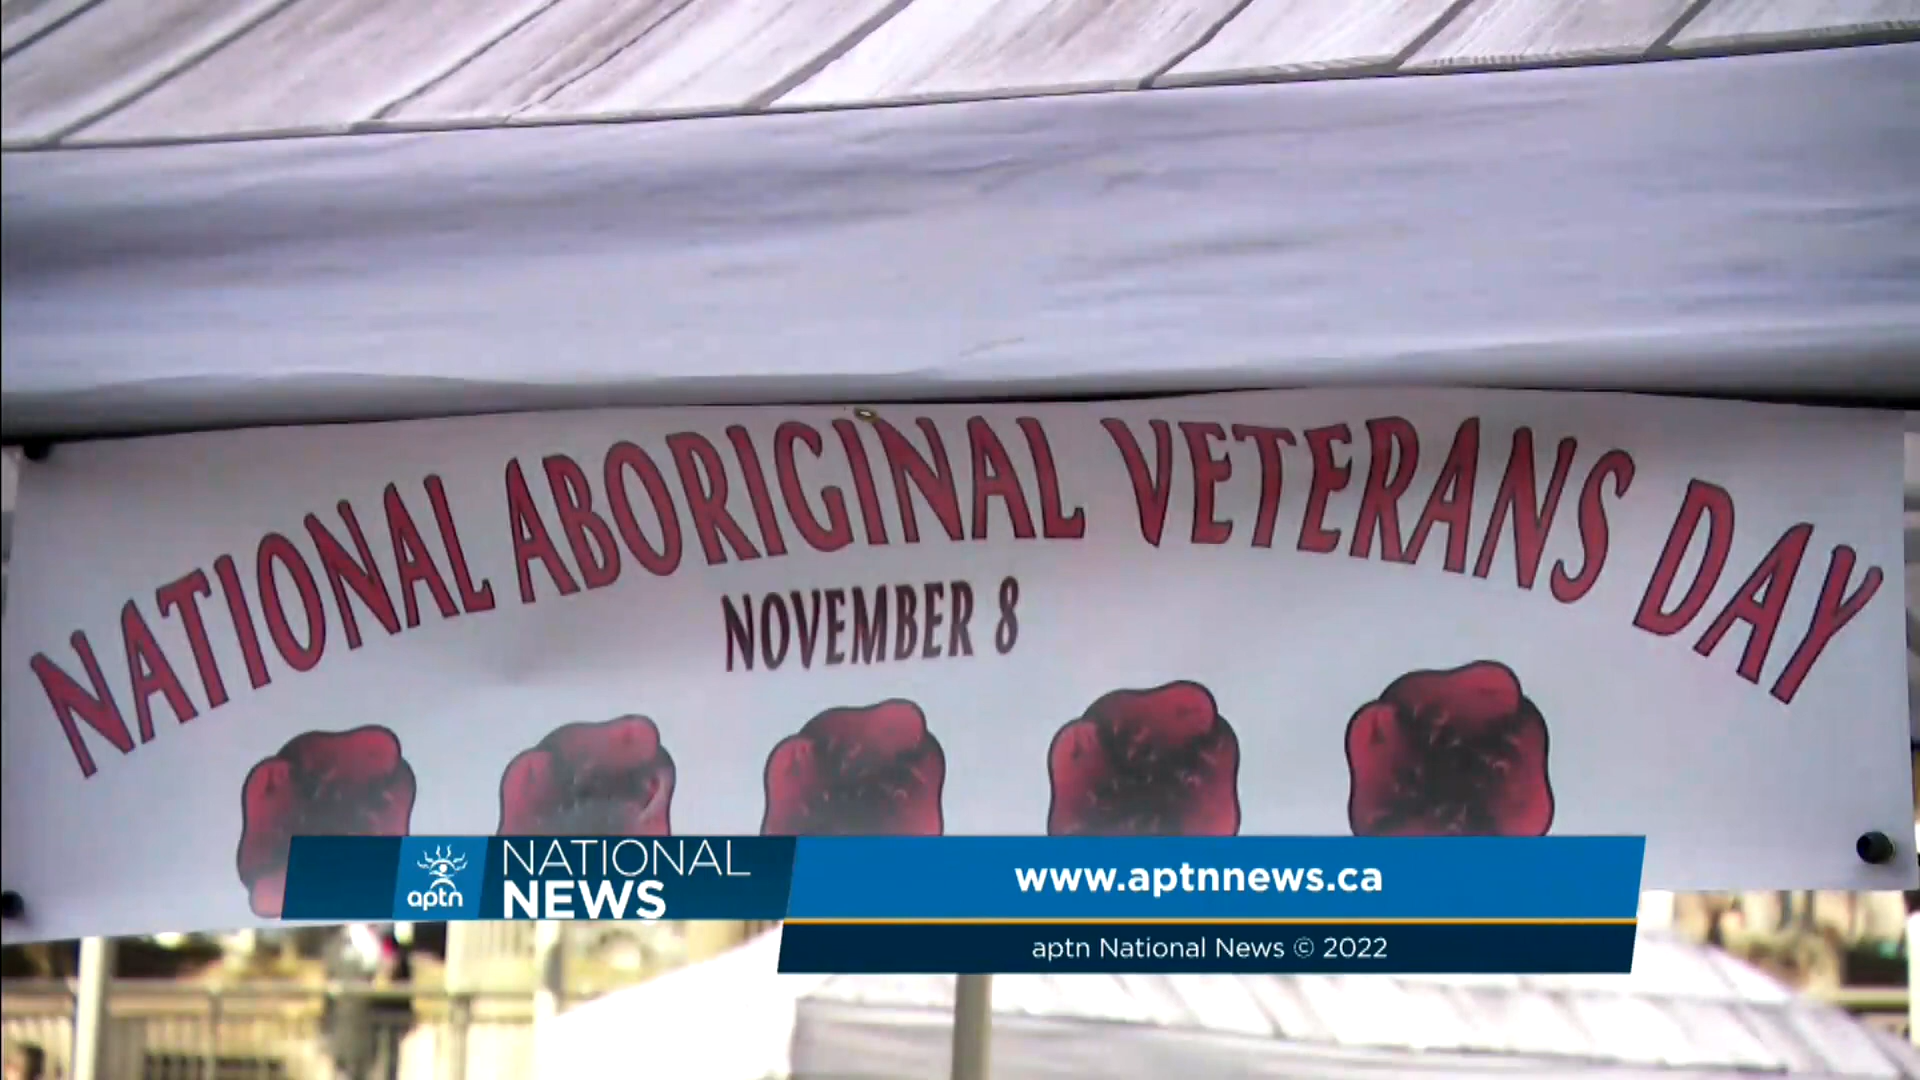 NATIONAL ABORIGINAL VETERANS DAY
NOVEMBER 8
aptn
NATIONAL
NEWS
www.aptnnews.ca
aptn National News © 2022